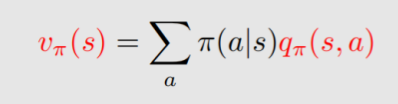 v_π(s) = ∑_a π(a|s)q_π(s, a)